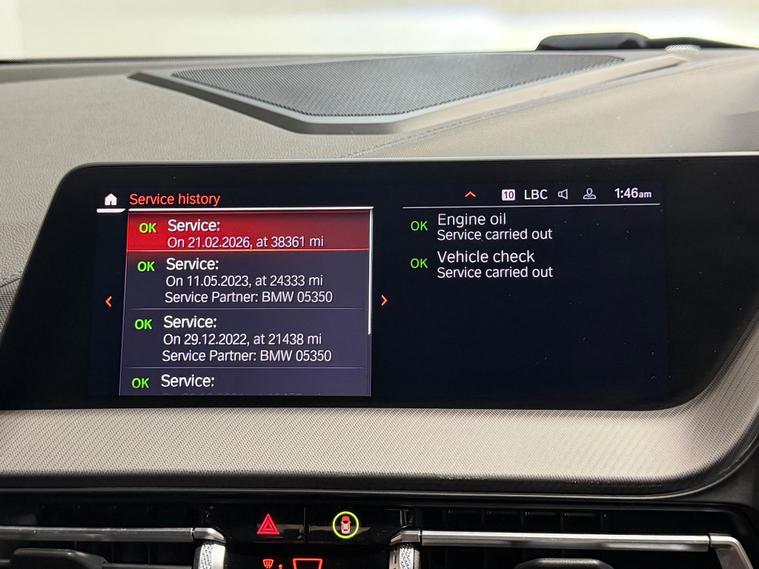 Service history
10 LBC 1:46am
OK Service:
On 21.02.2026, at 38361 mi
OK Service:
On 11.05.2023, at 24333 mi
Service Partner: BMW 05350
OK Service:
On 29.12.2022, at 21438 mi
Service Partner: BMW 05350
OK Service:
OK Engine oil
Service carried out
OK Vehicle check
Service carried out